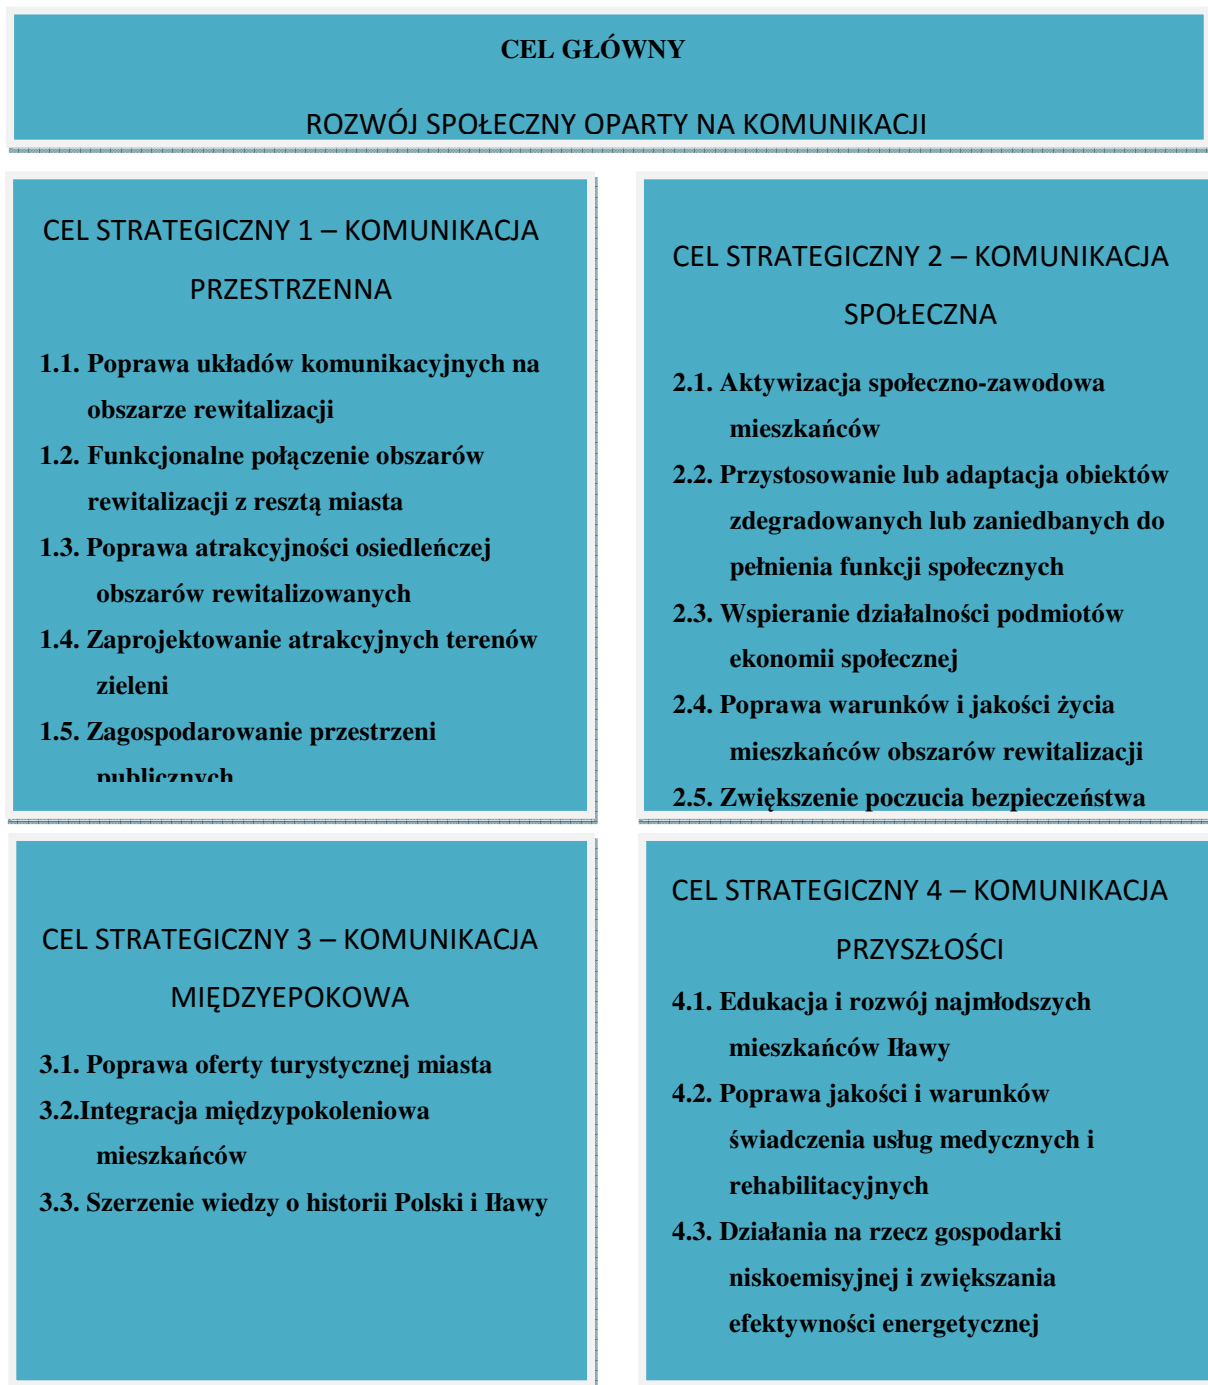 CEL GŁÓWNY
ROZWÓJ SPOŁECZNY OPARTY NA KOMUNIKACJI
CEL STRATEGICZNY 1 – KOMUNIKACJA
PRZESTRZENNA
1.1. Poprawa układów komunikacyjnych na
obszarze rewitalizacji
1.2. Funkcjonalne połączenie obszarów
rewitalizacji z resztą miasta
1.3. Poprawa atrakcyjności osiedleńczej
obszarów rewitalizowanych
1.4. Zaprojektowanie atrakcyjnych terenów
zieleni
1.5. Zagospodarowanie przestrzeni
publicznych
CEL STRATEGICZNY 2 – KOMUNIKACJA
SPOŁECZNA
2.1. Aktywizacja społeczno-zawodowa
mieszkańców
2.2. Przystosowanie lub adaptacja obiektów
zdegradowanych lub zaniedbanych do
pełnienia funkcji społecznych
2.3. Wspieranie działalności podmiotów
ekonomii społecznej
2.4. Poprawa warunków i jakości życia
mieszkańców obszarów rewitalizacji
2.5. Zwiększenie poczucia bezpieczeństwa
CEL STRATEGICZNY 3 – KOMUNIKACJA
MIĘDZYEPOKOWA
3.1. Poprawa oferty turystycznej miasta
3.2.Integracja międzypokoleniowa
mieszkańców
3.3. Szerzenie wiedzy o historii Polski i Iławy
CEL STRATEGICZNY 4 – KOMUNIKACJA
PRZYSZŁOŚCI
4.1. Edukacja i rozwój najmłodszych
mieszkańców Iławy
4.2. Poprawa jakości i warunków
świadczenia usług medycznych i
rehabilitacyjnych
4.3. Działania na rzecz gospodarki
niskoemisyjnej i zwiększania
efektywności energetycznej